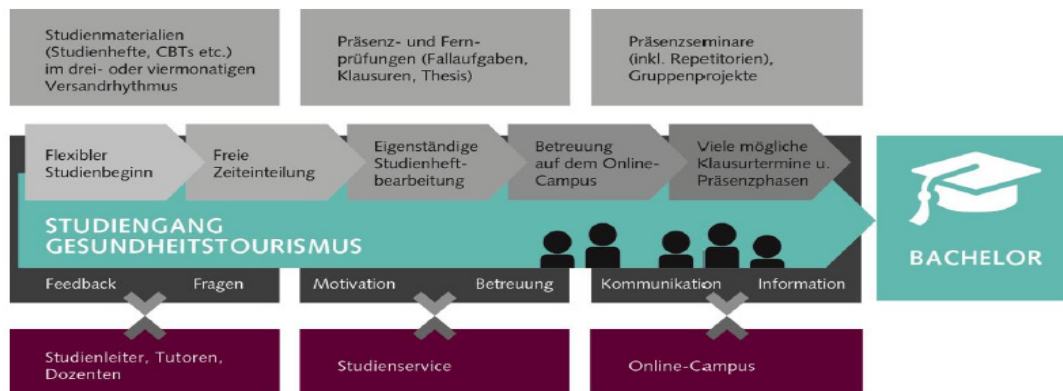 Studienmaterialien
(Studienhefte, CBTs etc.)
im drei- oder viermonatigen
Versandrhythmus
Präsenz- und Fern-
prüfungen (Fallaufgaben,
Klausuren, Thesis)
Präsenzseminare
(inkl. Repetitorien),
Gruppenprojekte
Flexibler
Studienbeginn
Freie
Zeiteinteilung
Eigenständige
Studienheft-
bearbeitung
Betreuung
auf dem Online-
Campus
Viele mögliche
Klausurtermine u.
Präsenzphasen
STUDIENGANG
GESUNDHEITSTOURISMUS
BACHELOR
Feedback
Fragen
Motivation
Betreuung
Kommunikation
Information
Studienleiter, Tutoren,
Dozenten
Studienservice
Online-Campus